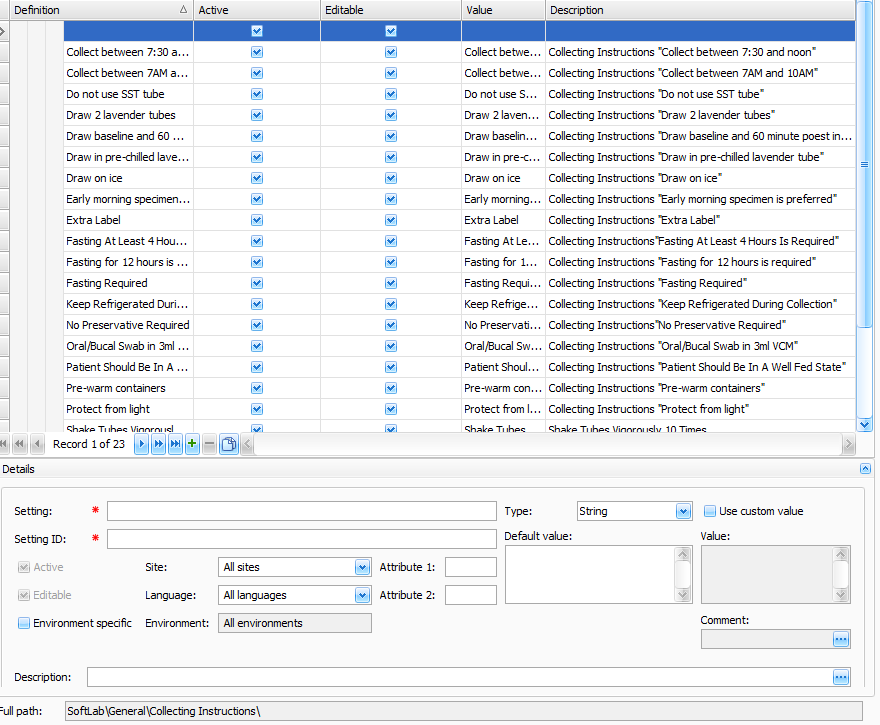 Definition Active Editable Value Description
Collect between 7:30 a... Collect betwe... Collecting Instructions "Collect between 7:30 and noon"
Collect between 7AM a... Collect betwe... Collecting Instructions "Collect between 7AM and 10AM"
Do not use SST tube Do not use S... Collecting Instructions "Do not use SST tube"
Draw 2 lavender tubes Draw 2 laven... Collecting Instructions "Draw 2 lavender tubes"
Draw baseline and 60 ... Draw baselin... Collecting Instructions "Draw baseline and 60 minute poest in...
Draw in pre-chilled lave... Draw in pre-c... Collecting Instructions "Draw in pre-chilled lavender tube"
Draw on ice Draw on ice Collecting Instructions "Draw on ice"
Early morning specimen... Early morning... Collecting Instructions "Early morning specimen is preferred"
Extra Label Extra Label Collecting Instructions "Extra Label"
Fasting At Least 4 Hou... Fasting At Le... Collecting Instructions"Fasting At Least 4 Hours Is Required"
Fasting for 12 hours is ... Fasting for 1... Collecting Instructions "Fasting for 12 hours is required"
Fasting Required Fasting Requi... Collecting Instructions "Fasting Required"
Keep Refrigerated Duri... Keep Refrige... Collecting Instructions "Keep Refrigerated During Collection"
No Preservative Required No Preservati... Collecting Instructions"No Preservative Required"
Oral/Bucal Swab in 3ml ... Oral/Bucal Sw... Collecting Instructions "Oral/Bucal Swab in 3ml VCM"
Patient Should Be In A ... Patient Shoul... Collecting Instructions "Patient Should Be In A Well Fed State"
Pre-warm containers Pre-warm con... Collecting Instructions "Pre-warm containers"
Protect from light Protect from l... Collecting Instructions "Protect from light"
Shake Tubes Vigorousl Shake Tubes Shake Tubes Vigorously 10 Times
Record 1 of 23
Details
Setting: * Type: String Use custom value
Setting ID: * Default value: Value:
Active Site: All sites Attribute 1:
Editable Language: All languages Attribute 2:
Environment specific Environment: All environments Comment:
Description:
Full path: SoftLab\General\Collecting Instructions\